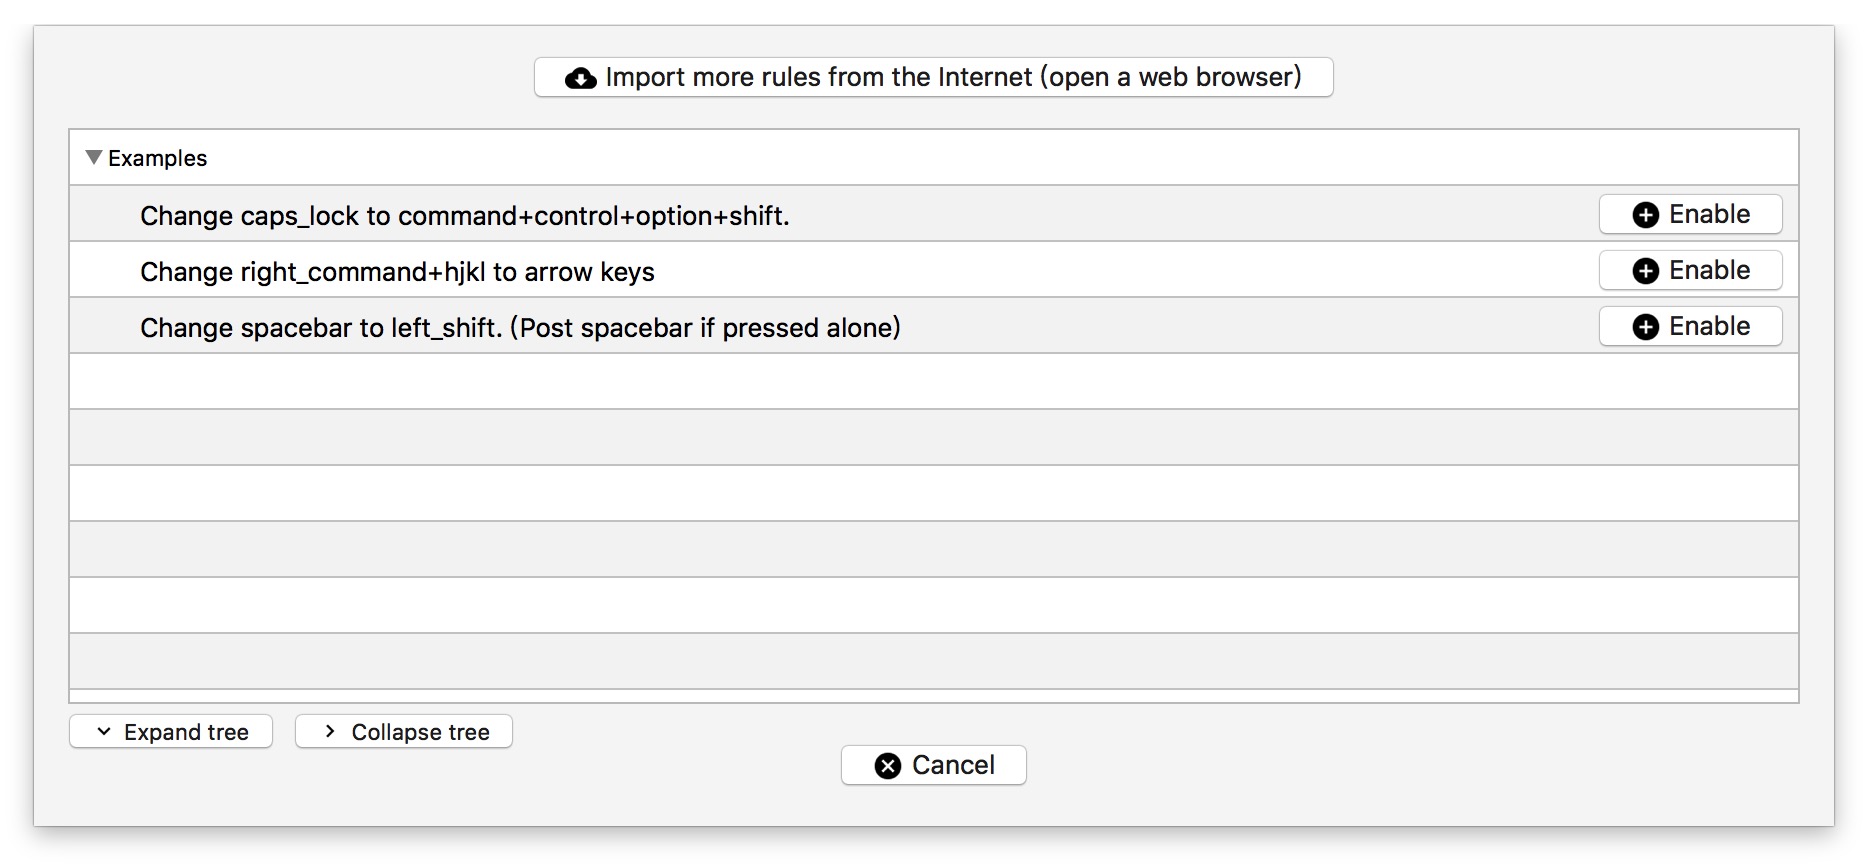 Import more rules from the Internet (open a web browser)
Examples
Change caps_lock to command+control+option+shift.
Enable
Change right_command+hjkl to arrow keys
Enable
Change spacebar to left_shift. (Post spacebar if pressed alone)
Enable
Expand tree
Collapse tree
Cancel